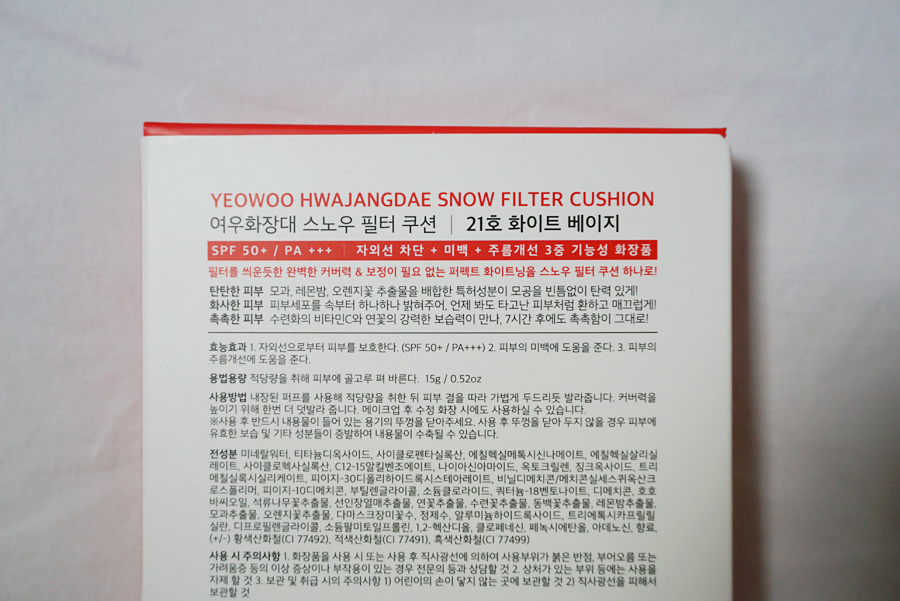 YEOWOO HWAJANGDAE SNOW FILTER CUSHION
여우화장대 스노우 필터 쿠션 | 21호 화이트 베이지
SPF 50+ / PA +++ | 자외선 차단 + 미백 + 주름개선 3중 기능성 화장품
필터를 씌운듯한 완벽한 커버력 & 보정이 필요 없는 퍼펙트 화이트닝을 스노우 필터 쿠션 하나로!
탄탄한 피부 모과, 레몬밤, 오렌지꽃 추출물을 배합한 특허성분이 모공을 빈틈없이 탄력 있게!
화사한 피부 피부세포를 속부터 하나하나 밝혀주어, 언제 봐도 타고난 피부처럼 환하고 매끄럽게!
촉촉한 피부 수련화의 비타민C와 연꽃의 강력한 보습력이 만나, 7시간 후에도 촉촉함이 그대로!
효능효과 1. 자외선으로부터 피부를 보호한다. (SPF 50+ / PA+++) 2. 피부의 미백에 도움을 준다. 3. 피부의
주름개선에 도움을 준다.
용법용량 적당량을 취해 피부에 골고루 펴 바른다. 15g / 0.52oz
사용방법 내장된 퍼프를 사용해 적당량을 취한 뒤 피부 결을 따라 가볍게 두드리듯 발라줍니다. 커버력을
높이기 위해 한번 더 덧발라 줍니다. 메이크업 후 수정 화장 시에도 사용하실 수 있습니다.
※사용 후 반드시 내용물이 들어 있는 용기의 뚜껑을 닫아주세요. 사용 후 뚜껑을 닫아 두지 않을 경우 피부에
유효한 보습 및 기타 성분들이 증발하여 내용물이 수축될 수 있습니다.
전성분 미네랄워터, 티타늄디옥사이드, 사이클로펜타실록산, 에칠헥실메톡시신나메이트, 에칠헥실살리실
레이트, 사이클로헥사실록산, C12-15알킬벤조에이트, 나이아신아마이드, 옥토크릴렌, 징크옥사이드, 트리
메칠실록시실리케이트, 피이지-30디폴리하이드록시스테아레이트, 비닐디메치콘/메치콘실세스퀴옥산크
로스폴리머, 피이지-10디메치콘, 부틸렌글라이콜, 소듐클로라이드, 쿼터늄-18벤토나이트, 디메치콘, 호호
바씨오일, 석류나무꽃추출물, 선인장열매추출물, 연꽃추출물, 수련꽃추출물, 동백꽃추출물, 레몬밤추출물,
모과추출물, 오렌지꽃추출물, 다마스크장미꽃수, 정제수, 알루미늄하이드록사이드, 트리에톡시카프릴릴
실란, 디프로필렌글라이콜, 소듐팔미토일프롤린, 1,2-헥산디올, 클로페네신, 페녹시에탄올, 아데노신, 향료,
(+/-) 황색산화철(CI 77492), 적색산화철(CI 77491), 흑색산화철(CI 77499)
사용 시 주의사항 1. 화장품을 사용 시 또는 사용 후 직사광선에 의하여 사용부위가 붉은 반점, 부어오름 또는
가려움증 등의 이상 증상이나 부작용이 있는 경우 전문의 등과 상담할 것 2. 상처가 있는 부위 등에는 사용을
자제 할 것 3. 보관 및 취급 시의 주의사항 1) 어린이의 손이 닿지 않는 곳에 보관할 것 2) 직사광선을 피해서
보관할 것